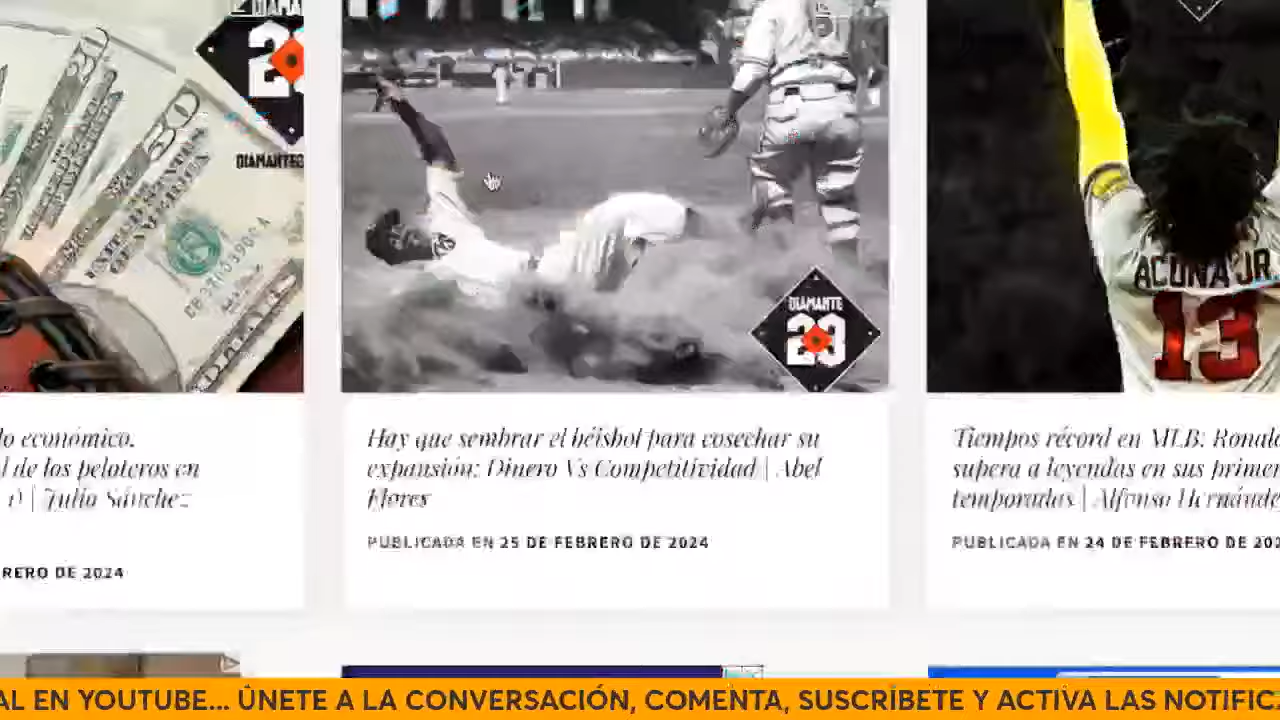 DIAMANTE
23
lo económico.
l de los peloteros en
) | Julio Sánchez
RERO DE 2024
DIAMANTE
23
Hay que sembrar el béisbol para cosechar su
expansión: Dinero Vs Competitividad | Abel
Flores
PUBLICADA EN 25 DE FEBRERO DE 2024
ACUÑA JR.
13
Tiempos récord en MLB: Ronald
supera a leyendas en sus primer
temporadas | Alfonso Hernánde
PUBLICADA EN 24 DE FEBRERO DE 202
AL EN YOUTUBE... ÚNETE A LA CONVERSACIÓN, COMENTA, SUSCRÍBETE Y ACTIVA LAS NOTIFIC